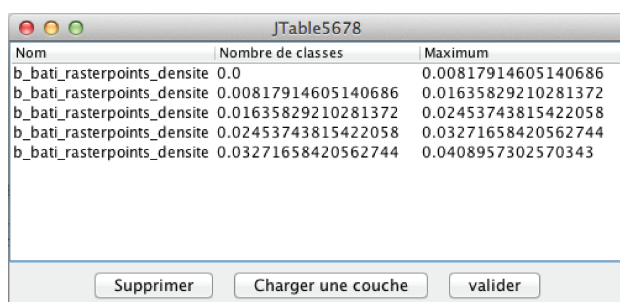 JTable5678
Nom Nombre de classes Maximum
b_bati_rasterpoints_densite 0.0 0.00817914605140686
b_bati_rasterpoints_densite 0.00817914605140686 0.01635829210281372
b_bati_rasterpoints_densite 0.01635829210281372 0.02453743815422058
b_bati_rasterpoints_densite 0.02453743815422058 0.03271658420562744
b_bati_rasterpoints_densite 0.03271658420562744 0.0408957302570343
Supprimer Charger une couche valider